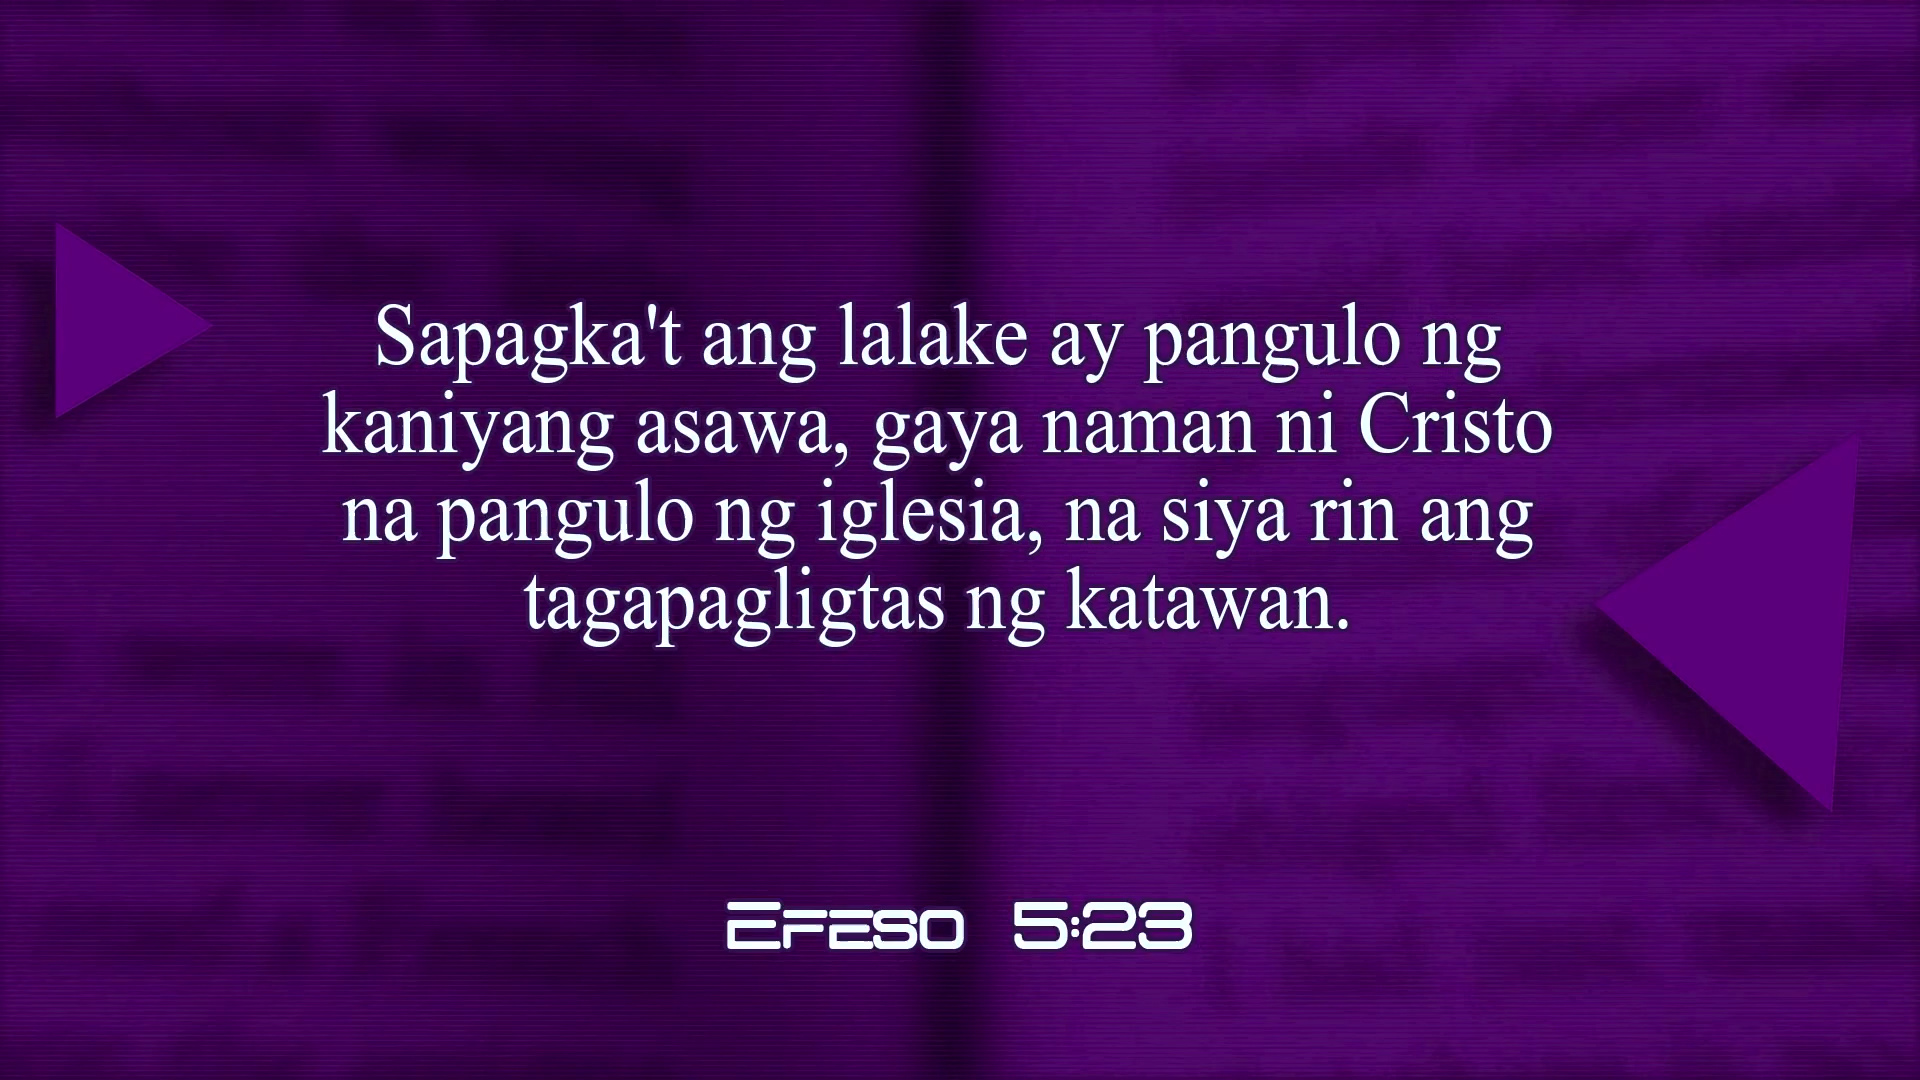 Sapagka't ang lalake ay pangulo ng
kaniyang asawa, gaya naman ni Cristo
na pangulo ng iglesia, na siya rin ang
tagapagligtas ng katawan.
Efeso 5:23